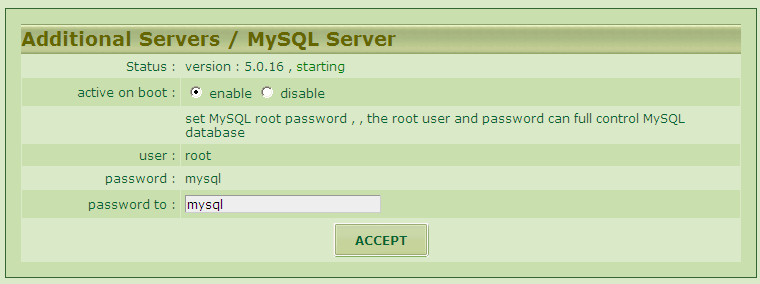 Additional Servers / MySQL Server
Status : version : 5.0.16 , starting
active on boot : enable disable
set MySQL root password , , the root user and password can full control MySQL
database
user : root
password : mysql
password to : mysql
ACCEPT